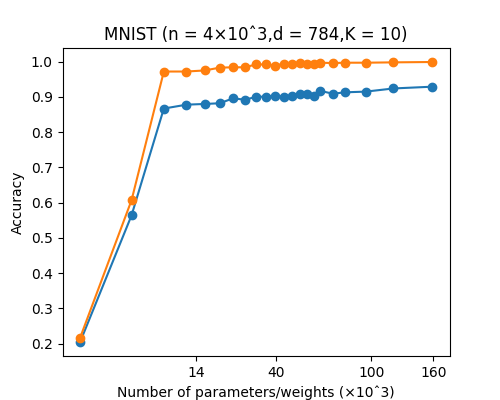 MNIST (n = 4×10ˆ3,d = 784,K = 10)
1.0
0.9
0.8
0.7
0.6
0.5
0.4
0.3
0.2
Accuracy
14 40 100 160
Number of parameters/weights (×10ˆ3)